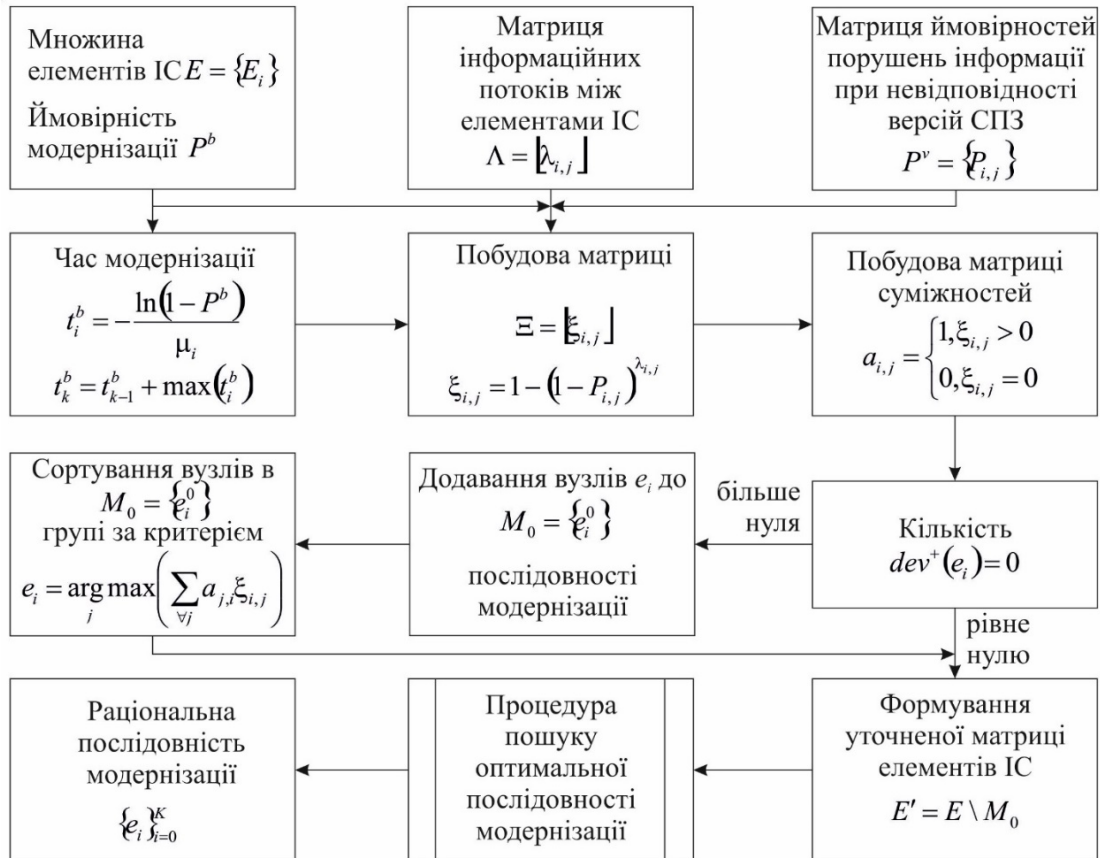 Множина
елементів ІС E = {E_i}
Ймовірність
модернізації P^b
Матриця
інформаційних
потоків між
елементами ІС
Λ = ⌊λ_{i,j}⌋
Матриця ймовірностей
порушень інформації
при невідповідності
версій СПЗ
P^v = {P_{i,j}}
Час модернізації
t_i^b = − ln(1 − P^b) / μ_i
t_k^b = t_{k−1}^b + max(t_i^b)
Побудова матриці
Ξ = ⌊ξ_{i,j}⌋
ξ_{i,j} = 1 − (1 − P_{i,j})^{λ_{i,j}}
Побудова матриці
суміжностей
a_{i,j} = {1, ξ_{i,j} > 0
0, ξ_{i,j} = 0
Сортування вузлів в
M_0 = {e_i^0}
групі за критерієм
e_i = arg max_j (∑_{∀j} a_{j,i} ξ_{i,j})
Додавання вузлів e_i до
M_0 = {e_i^0}
послідовності
модернізації
більше
нуля
Кількість
dev^+(e_i) = 0
рівне
нулю
Раціональна
послідовність
модернізації
{e_i}_{i=0}^K
Процедура
пошуку
оптимальної
послідовності
модернізації
Формування
уточненої матриці
елементів ІС
E′ = E \ M_0